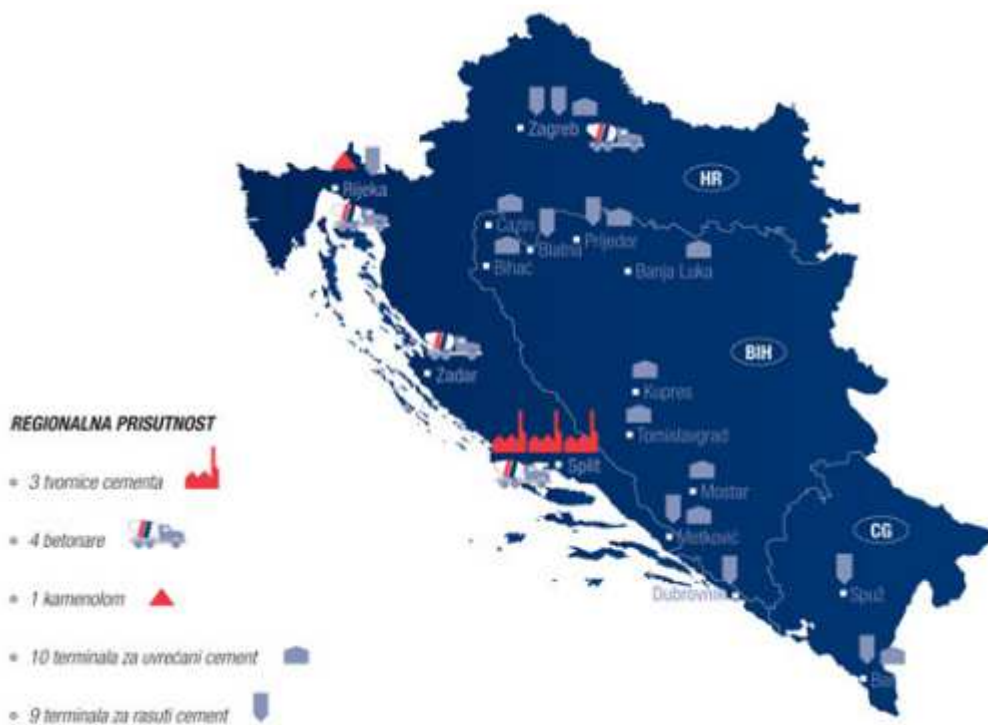 Zagreb
HR
Rijeka
Cazin
Blatna
Prijedor
Bihać
Banja Luka
BIH
Zadar
Kupres
REGIONALNA PRISUTNOST
Tomislavgrad
3 tvornice cementa
Split
Mostar
4 betonare
Metković
CG
1 kamenolom
Dubrovnik
Spuž
10 terminala za uvrećani cement
Bar
9 terminala za rasuti cement